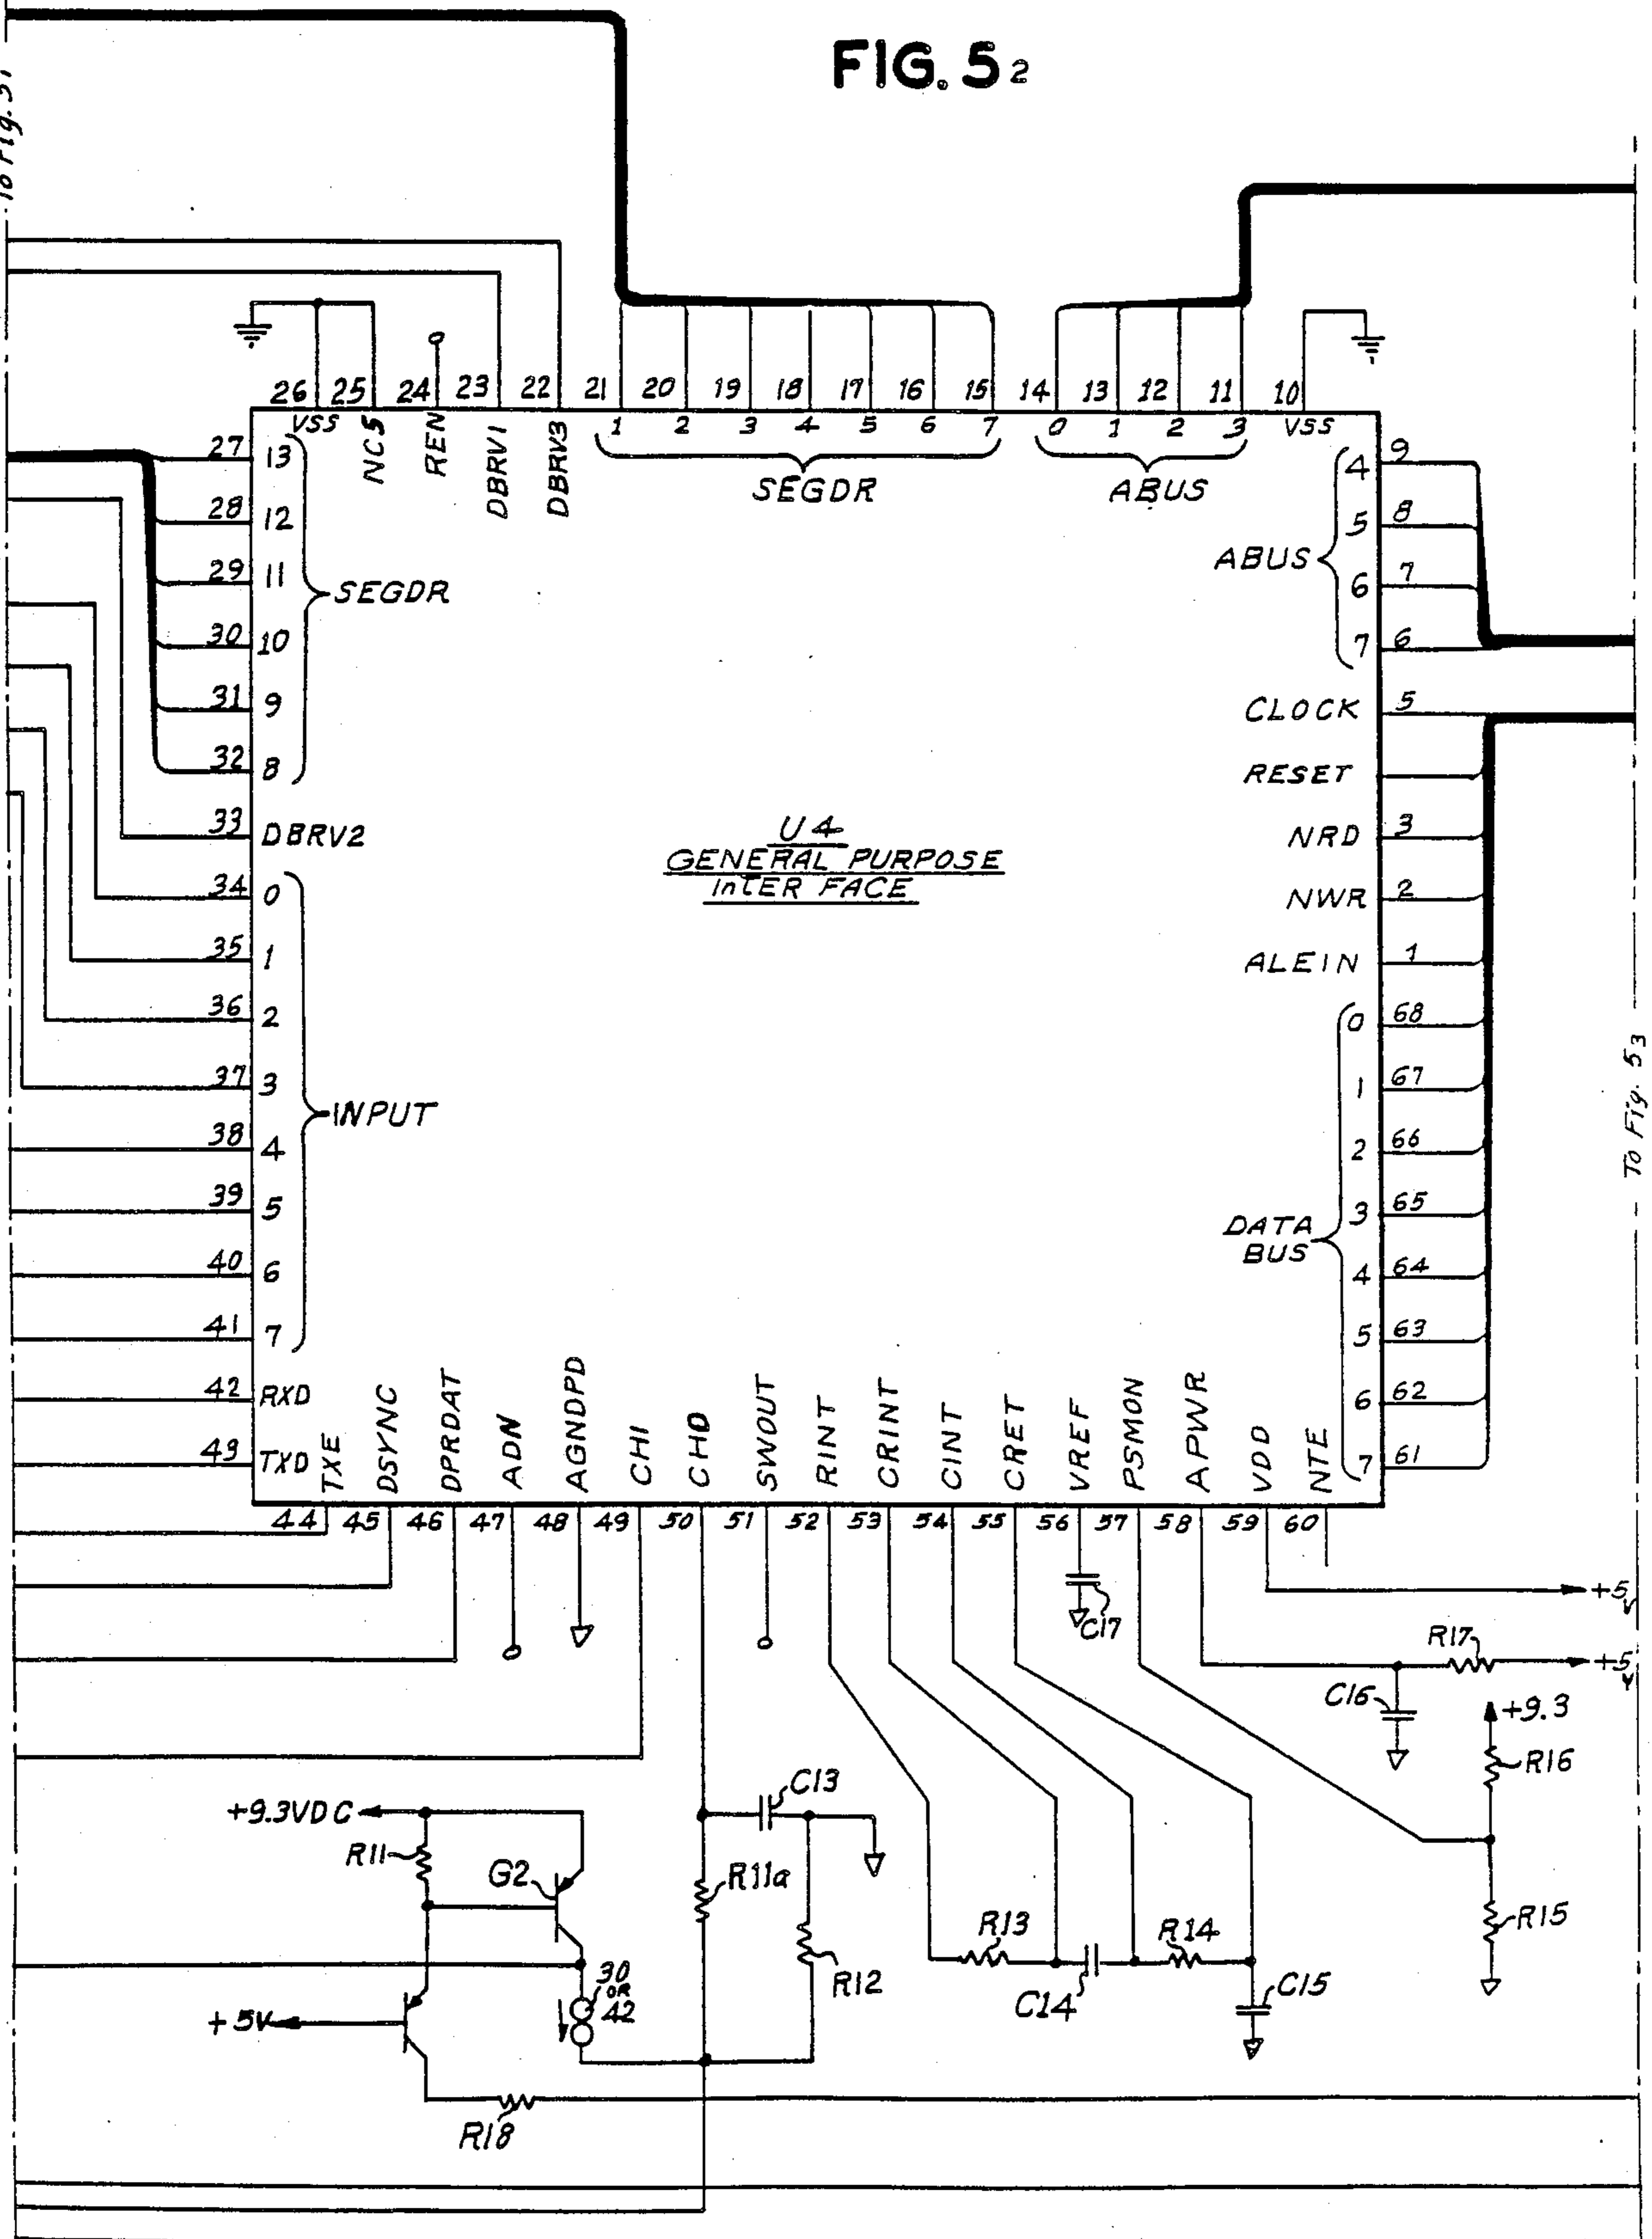 FIG. 5 2
To Fig. 51
26 25 24 23 22 21 20 19 18 17 16 15 14 13 12 11 10
VSS NCS REN DBRV1 DBRV3 1 2 3 4 5 6 7 0 1 2 3 VSS
SEGDR ABUS
27 13
28 12
29 11
30 10
31 9
32 8
SEGDR
33 DBRV2
34 0
35 1
36 2
37 3
38 4
39 5
40 6
41 7
INPUT
42 RXD
43 TXD
U4
GENERAL PURPOSE
InTER FACE
4 9
5 8
6 7
7 6
ABUS
CLOCK 5
RESET
NRD 3
NWR 2
ALEIN 1
0 68
1 67
2 66
3 65
4 64
5 63
6 62
7 61
DATA
BUS
To Fig. 53
TXE DSYNC DPRDAT ADN AGNDPD CHI CHD SWOUT RINT CRINT CINT CRET VREF PSMON APWR VDD NTE
44 45 46 47 48 49 50 51 52 53 54 55 56 57 58 59 60
C17
+5V
R17
+5V
C16
+9.3
R16
R15
+9.3VDC
R11
G2
C13
R11a
R12
R13
R14
C14
C15
30
OR
42
+5V
R18